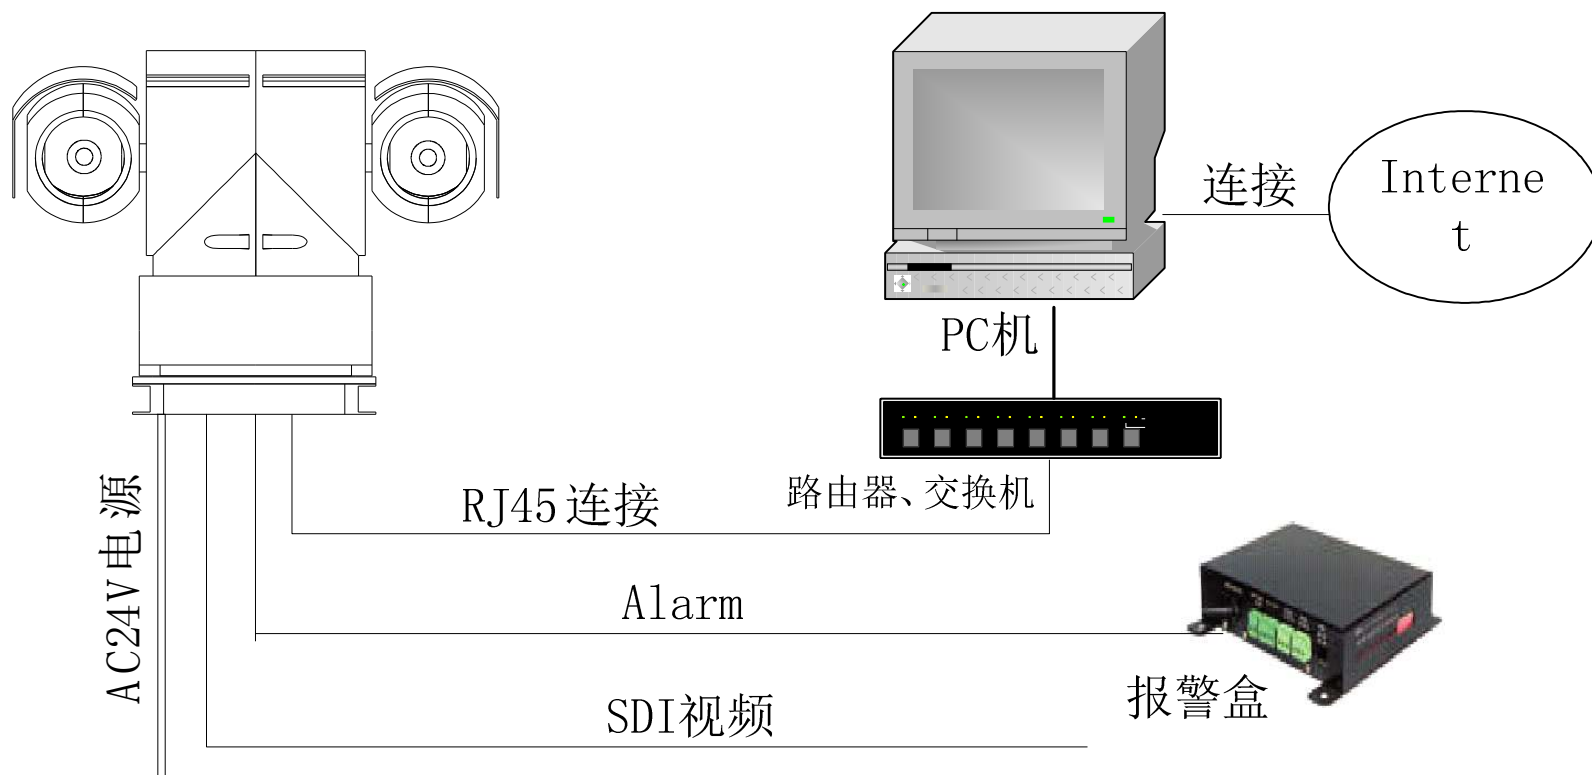 连接
Interne
t
PC机
路由器、交换机
RJ45连接
AC24V电源
Alarm
报警盒
SDI视频